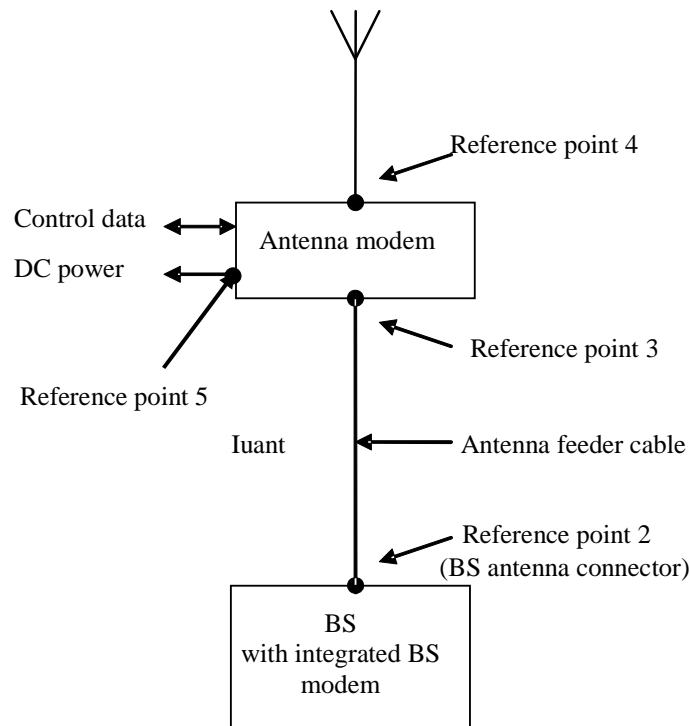 Reference point 4
Control data
Antenna modem
DC power
Reference point 3
Reference point 5
Iuant
Antenna feeder cable
Reference point 2
(BS antenna connector)
BS
with integrated BS
modem